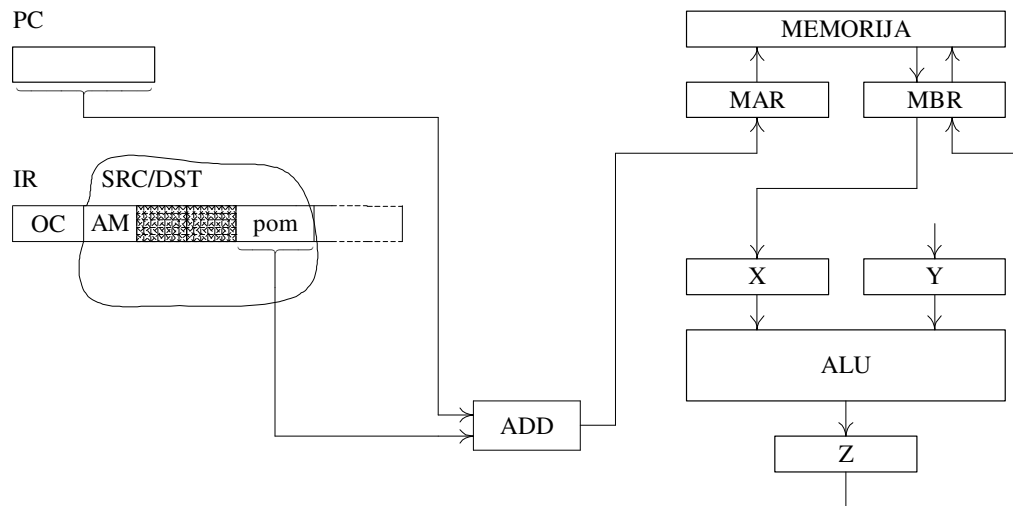 PC
MEMORIJA
MAR MBR
IR SRC/DST
OC AM pom
X Y
ALU
ADD
Z